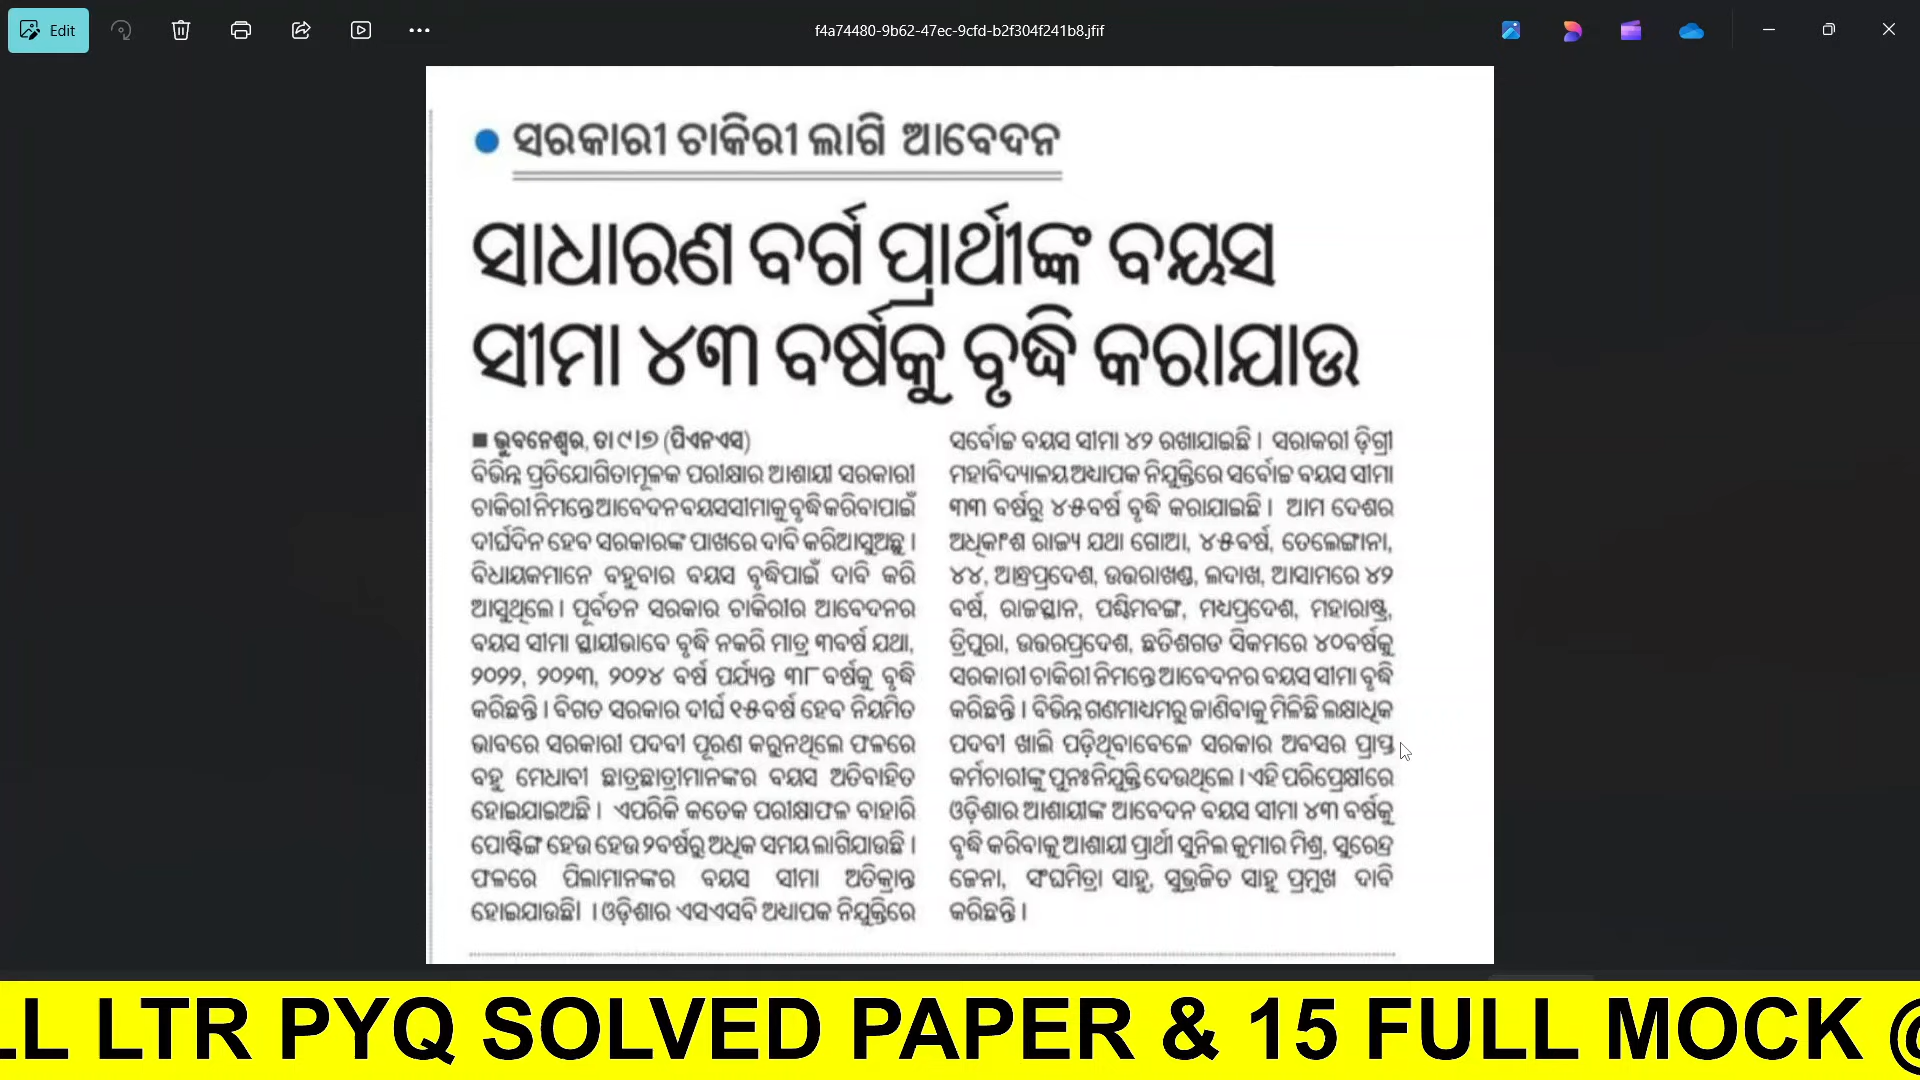 Edit
f4a74480-9b62-47ec-9cfd-b2f304f241b8.jfif
ସରକାରୀ ଚାକିରୀ ଲାଗି ଆବେଦନ
ସାଧାରଣ ବର୍ଗ ପ୍ରାର୍ଥୀଙ୍କ ବୟସ
ସୀମା ୪୩ ବର୍ଷକୁ ବୃଦ୍ଧି କରାଯାଉ
■ ଭୁବନେଶ୍ୱର, ତା ୯।୭ (ପିଏନଏସ)
ବିଭିନ୍ନ ପ୍ରତିଯୋଗିତାମୂଳକ ପରୀକ୍ଷାର ଆଶାୟୀ ସରକାରୀ
ଚାକିରୀ ନିମନ୍ତେ ଆବେଦନ ବୟସ ସୀମାକୁ ବୃଦ୍ଧି କରିବା ପାଇଁ
ଦୀର୍ଘଦିନ ହେବ ସରକାରଙ୍କ ପାଖରେ ଦାବି କରିଆସୁଅଛୁ ।
ବିଧାୟକମାନେ ବହୁବାର ବୟସ ବୃଦ୍ଧିପାଇଁ ଦାବି କରି
ଆସୁଥିଲେ । ପୂର୍ବତନ ସରକାର ଚାକିରୀର ଆବେଦନର
ବୟସ ସୀମା ସ୍ଥାୟୀଭାବେ ବୃଦ୍ଧି ନକରି ମାତ୍ର ୩ବର୍ଷ ଯଥା,
୨୦୨୨, ୨୦୨୩, ୨୦୨୪ ବର୍ଷ ପର୍ଯ୍ୟନ୍ତ ୩୮ ବର୍ଷକୁ ବୃଦ୍ଧି
କରିଛନ୍ତି । ବିଗତ ସରକାର ଦୀର୍ଘ ୧୫ବର୍ଷ ହେବ ନିୟମିତ
ଭାବରେ ସରକାରୀ ପଦବୀ ପୂରଣ କରୁନଥିଲେ ଫଳରେ
ବହୁ ମେଧାବୀ ଛାତ୍ରଛାତ୍ରୀମାନଙ୍କର ବୟସ ଅତିବାହିତ
ହୋଇଯାଇଅଛି । ଏପରିକି କତେକ ପରୀକ୍ଷାଫଳ ବାହାରି
ପୋଷ୍ଟିଙ୍ଗ ହେଉ ହେଉ ୨ବର୍ଷରୁ ଅଧିକ ସମୟ ଲାଗିଯାଉଛି ।
ଫଳରେ ପିଲାମାନଙ୍କର ବୟସ ସୀମା ଅତିକ୍ରାନ୍ତ
ହୋଇଯାଉଛି। । ଓଡ଼ିଶାର ଏସଏସବି ଅଧ୍ୟାପକ ନିଯୁକ୍ତିରେ
ସର୍ବୋଚ୍ଚ ବୟସ ସୀମା ୪୨ ରଖାଯାଇଛି । ସରାକରୀ ଡ଼ିଗ୍ରୀ
ମହାବିଦ୍ୟାଳୟ ଅଧ୍ୟାପକ ନିଯୁକ୍ତିରେ ସର୍ବୋଚ୍ଚ ବୟସ ସୀମା
୩୩ ବର୍ଷରୁ ୪୫ବର୍ଷ ବୃଦ୍ଧି କରାଯାଇଛି । ଆମ ଦେଶର
ଅଧିକାଂଶ ରାଜ୍ୟ ଯଥା ଗୋଆ, ୪୫ବର୍ଷ, ତେଲେଙ୍ଗାନା,
୪୪, ଆନ୍ଧ୍ରପ୍ରଦେଶ, ଉତ୍ତରାଖଣ୍ଡ, ଲଦାଖ, ଆସାମରେ ୪୨
ବର୍ଷ, ରାଜସ୍ଥାନ, ପଶ୍ଚିମବଙ୍ଗ, ମଧ୍ୟପ୍ରଦେଶ, ମହାରାଷ୍ଟ୍ର,
ତ୍ରିପୁରା, ଉତ୍ତରପ୍ରଦେଶ, ଛତିଶଗଡ ସିକମରେ ୪୦ବର୍ଷକୁ
ସରକାରୀ ଚାକିରୀ ନିମନ୍ତେ ଆବେଦନର ବୟସ ସୀମା ବୃଦ୍ଧି
କରିଛନ୍ତି । ବିଭିନ୍ନ ଗଣମାଧ୍ୟମରୁ ଜାଣିବାକୁ ମିଳିଛି ଲକ୍ଷାଧିକ
ପଦବୀ ଖାଲି ପଡ଼ିଥିବାବେଳେ ସରକାର ଅବସର ପ୍ରାପ୍ତ
କର୍ମଚାରୀଙ୍କୁ ପୁନଃନିଯୁକ୍ତି ଦେଉଥିଲେ । ଏହି ପରିପ୍ରେକ୍ଷୀରେ
ଓଡ଼ିଶାର ଆଶାୟୀଙ୍କ ଆବେଦନ ବୟସ ସୀମା ୪୩ ବର୍ଷକୁ
ବୃଦ୍ଧି କରିବାକୁ ଆଶାୟୀ ପ୍ରାର୍ଥୀ ସୁନିଲ କୁମାର ମିଶ୍ର, ସୁରେନ୍ଦ୍ର
ଜେନା, ସଂଘମିତ୍ରା ସାହୁ, ସୁଭ୍ରଜିତ ସାହୁ ପ୍ରମୁଖ ଦାବି
କରିଛନ୍ତି ।
LL LTR PYQ SOLVED PAPER & 15 FULL MOCK @